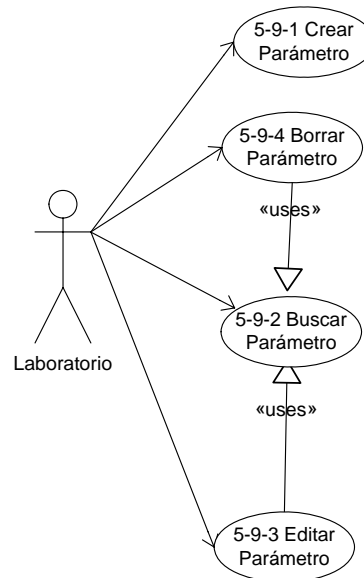 5-9-1 Crear
Parámetro
5-9-4 Borrar
Parámetro
«uses»
5-9-2 Buscar
Parámetro
Laboratorio
«uses»
5-9-3 Editar
Parámetro